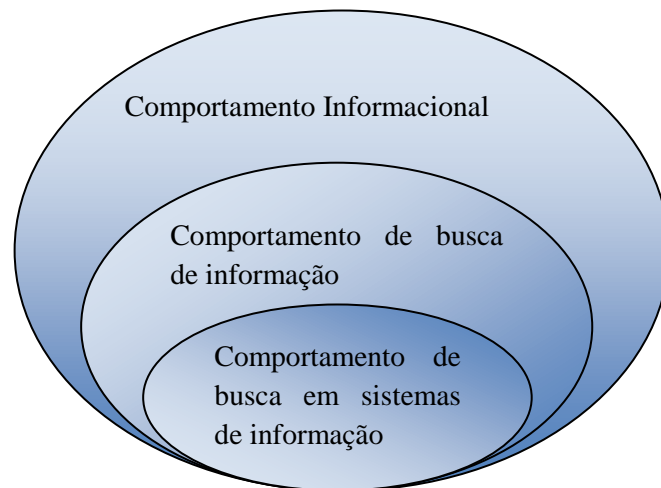 Comportamento Informacional
Comportamento de busca
de informação
Comportamento de
busca em sistemas
de informação